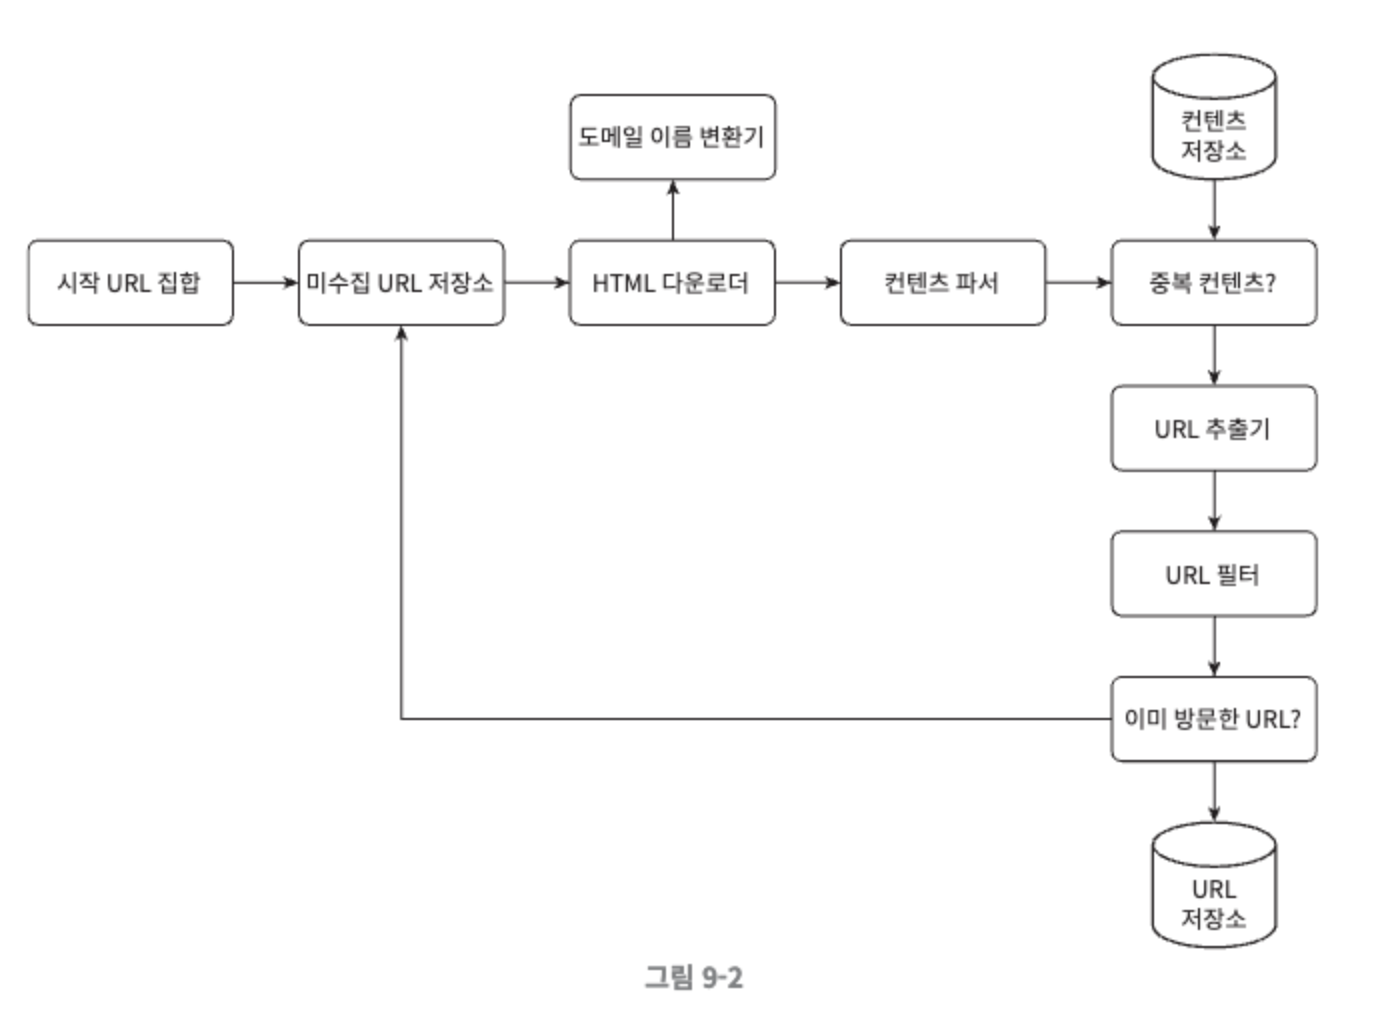 컨텐츠
저장소
도메일 이름 변환기
시작 URL 집합
미수집 URL 저장소
HTML 다운로더
컨텐츠 파서
중복 컨텐츠?
URL 추출기
URL 필터
이미 방문한 URL?
URL
저장소
그림 9-2